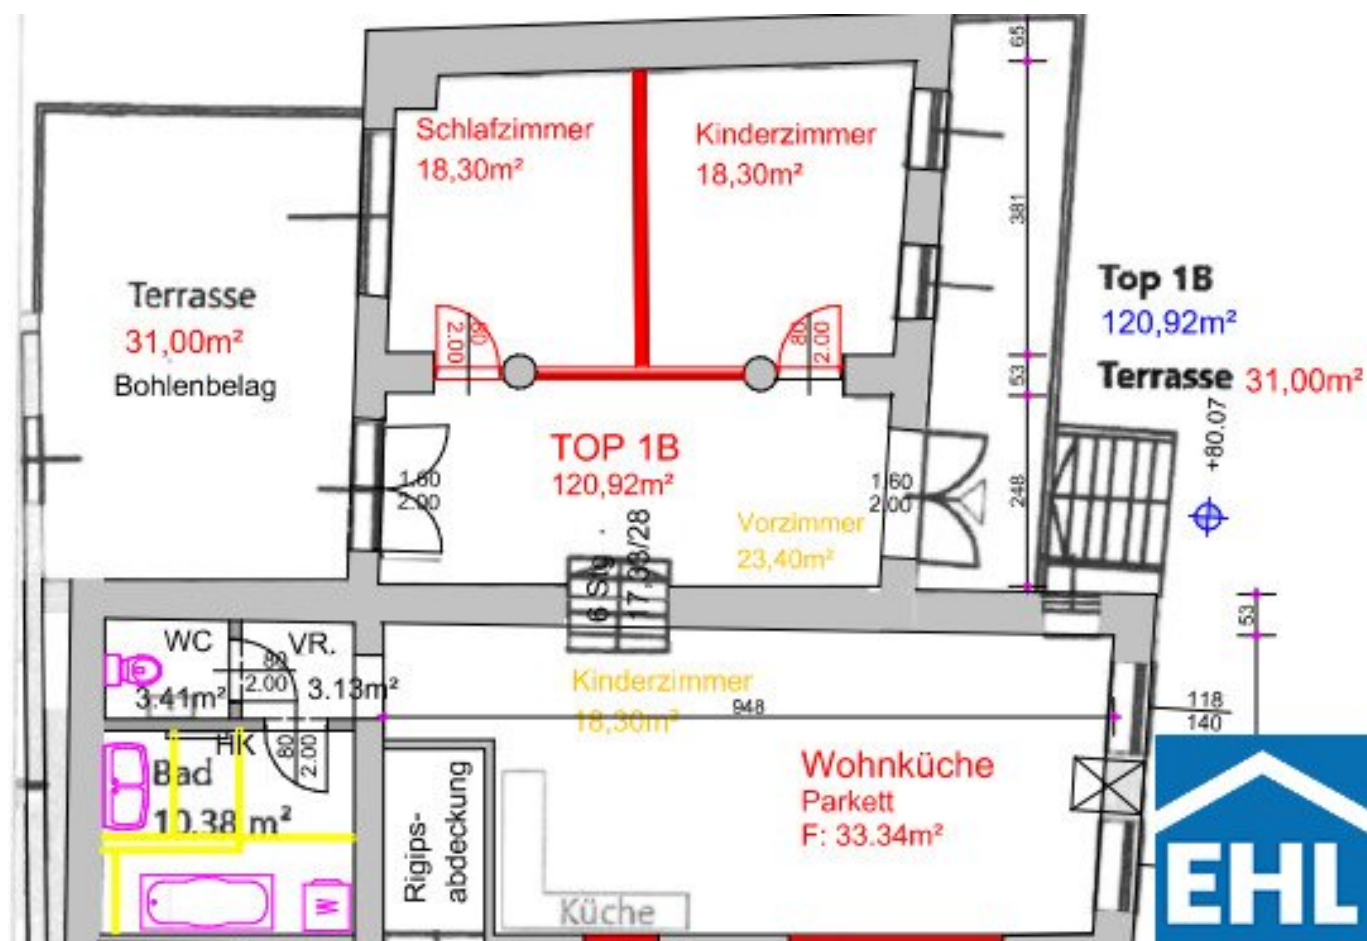 65
Schlafzimmer
18,30m²
Kinderzimmer
18,30m²
381
Terrasse
31,00m²
Bohlenbelag
80
2.00
80
2.00
Top 1B
120,92m²
53
Terrasse 31,00m²
+80.07
TOP 1B
120,92m²
1.60
2.00
1.60
2.00
248
Vorzimmer
23,40m²
6 Stg.
17,33/28
53
WC
3.41m²
VR.
3.13m²
80
2.00
Kinderzimmer
18,30m²
948
118
140
HK
80
2.00
Bad
10.38 m²
Rigips-
abdeckung
Wohnküche
Parkett
F: 33.34m²
Küche
W
EHL